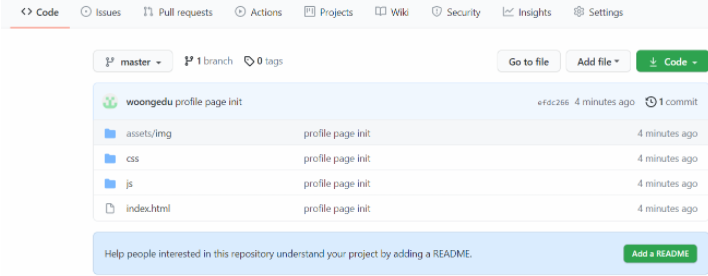 Code Issues Pull requests Actions Projects Wiki Security Insights Settings
master 1 branch 0 tags Go to file Add file Code
woongedu profile page init efdc266 4 minutes ago 1 commit
assets/img profile page init 4 minutes ago
css profile page init 4 minutes ago
js profile page init 4 minutes ago
index.html profile page init 4 minutes ago
Help people interested in this repository understand your project by adding a README. Add a README